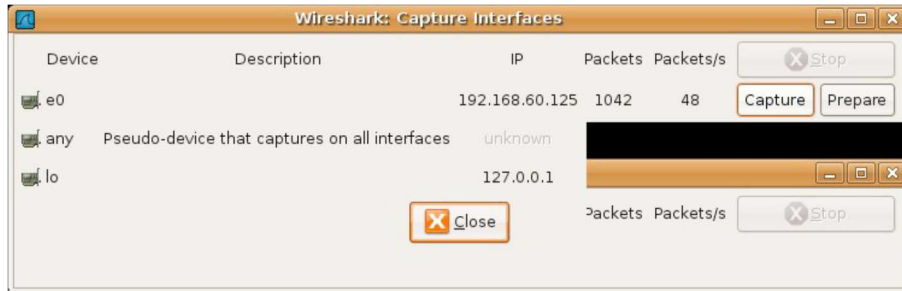 Wireshark: Capture Interfaces
Device Description IP Packets Packets/s Stop
e0 192.168.60.125 1042 48 Capture Prepare
any Pseudo-device that captures on all interfaces unknown
lo 127.0.0.1
Close Packets Packets/s Stop